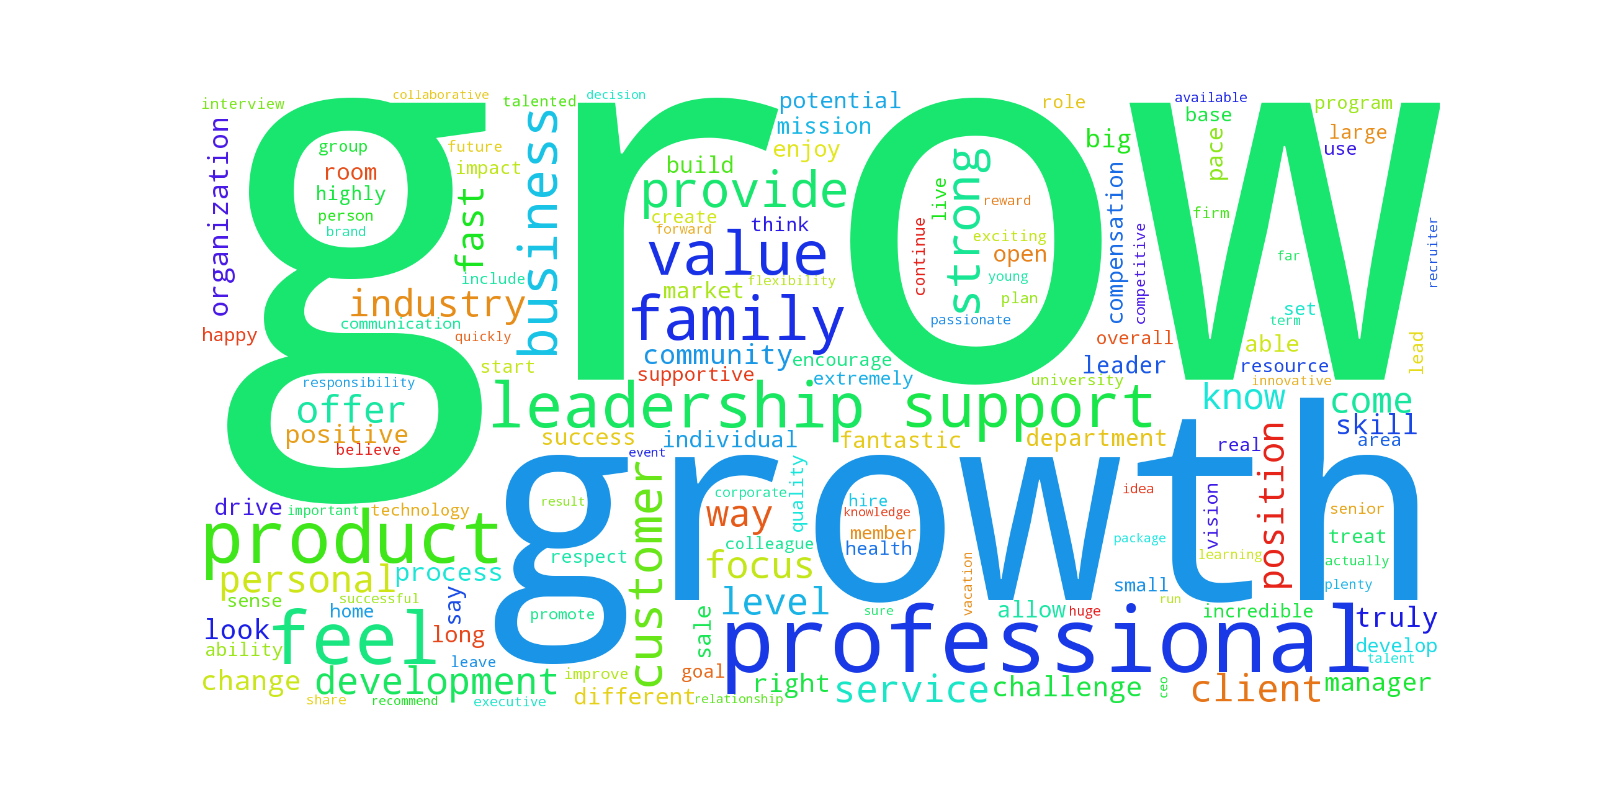 grow
growth
professional
product
leadership support
feel
family
value
business
provide
strong
customer
industry
development
position
personal
service
client
focus
level
way
offer
community
know
come
skill
fast
organization
interview
collaborative
talented
decision
potential
mission
enjoy
role
available
base
program
large
use
big
pace
group
room
highly
person
brand
future
impact
build
create
forward
think
market
flexibility
include
communication
quickly
happy
start
responsibility
positive
believe
live
reward
continue
exciting
open
young
plan
passionate
compensation
competitive
firm
far
set
term
recruiter
overall
able
leader
resource
innovative
lead
university
encourage
extremely
supportive
success
individual
fantastic
department
real
area
event
drive
important
technology
result
corporate
quality
hire
knowledge
member
health
colleague
idea
vision
package
learning
senior
treat
actually
plenty
respect
process
sense
successful
home
say
look
long
ability
leave
change
share
recommend
executive
promote
improve
different
sale
goal
relationship
right
sure
vacation
allow
huge
small
run
incredible
truly
develop
talent
challenge
ceo
manager